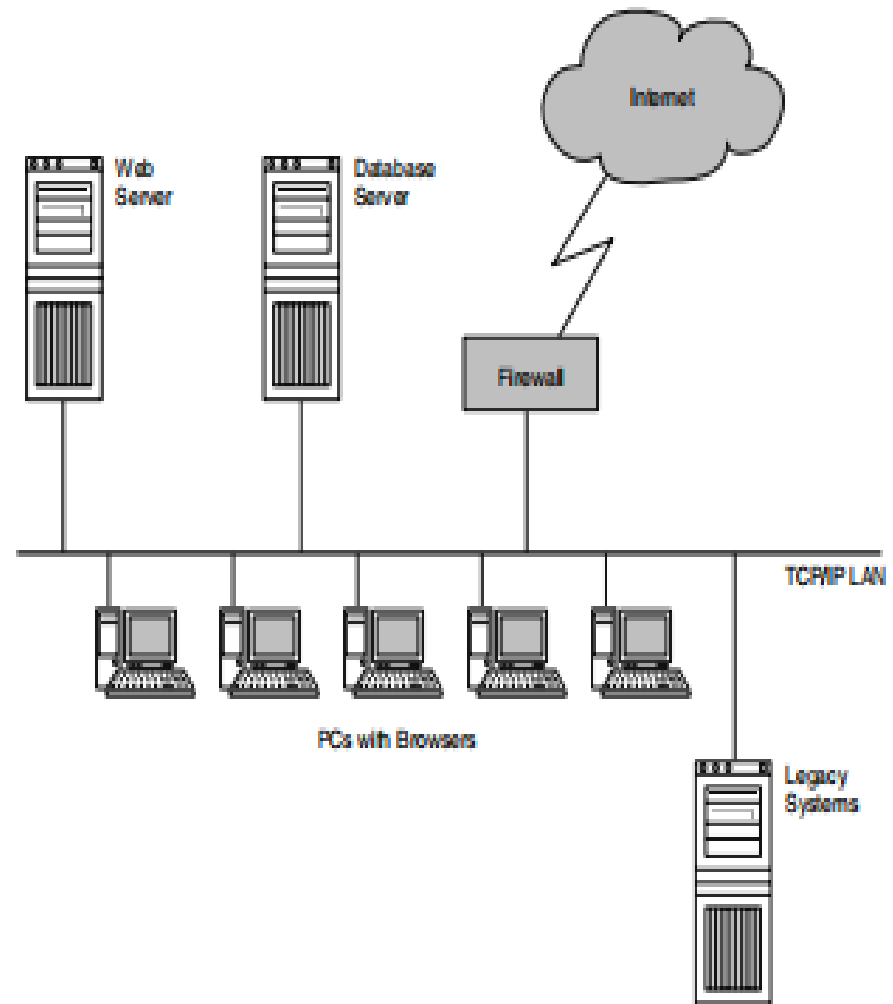 Internet
Web
Server
Database
Server
Firewall
TCP/IP LAN
PCs with Browsers
Legacy
Systems